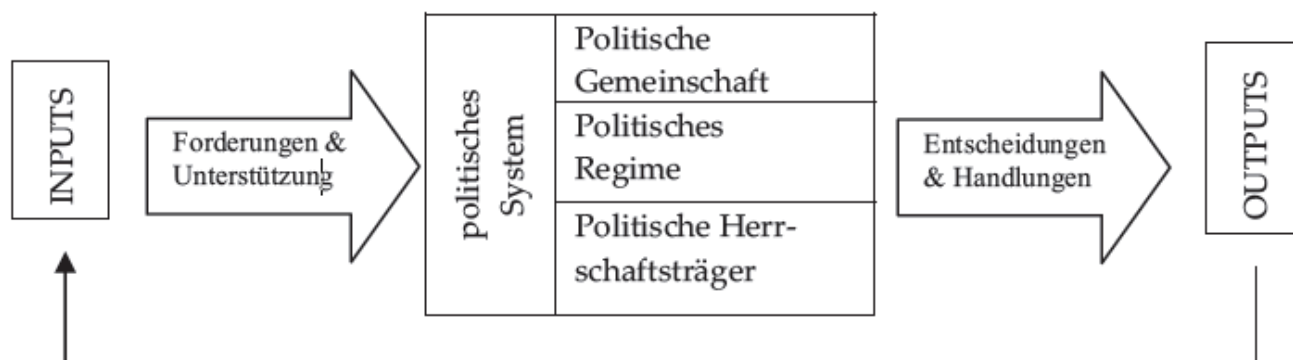 INPUTS
Forderungen &
Unterstützung
politisches
System
Politische
Gemeinschaft
Politisches
Regime
Politische Herr-
schaftsträger
Entscheidungen
& Handlungen
OUTPUTS